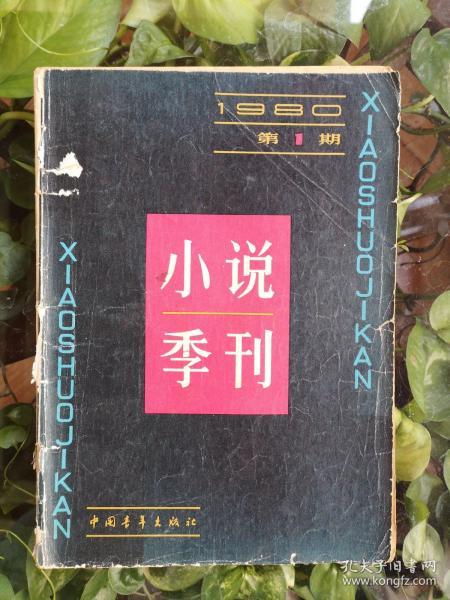 1980
第1期
XIAOSHUOJIKAN
小说
季刊
XIAOSHUOJIKAN
中国青年出版社
孔夫子旧书网
www.kongfz.com